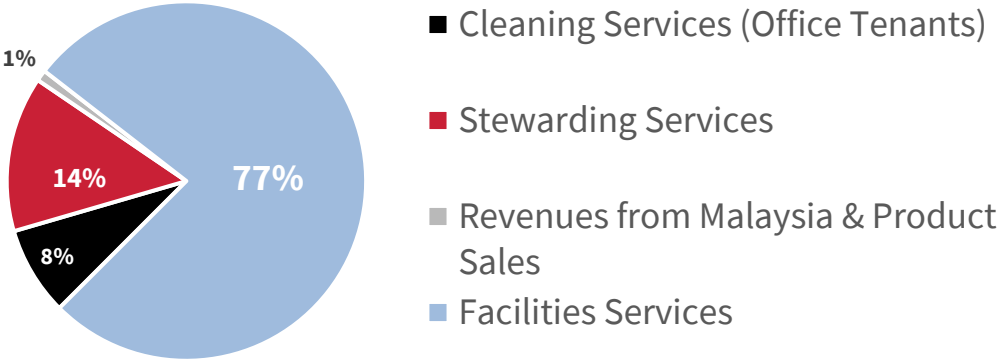 1%
77%
14%
8%
Cleaning Services (Office Tenants)
Stewarding Services
Revenues from Malaysia & Product
Sales
Facilities Services